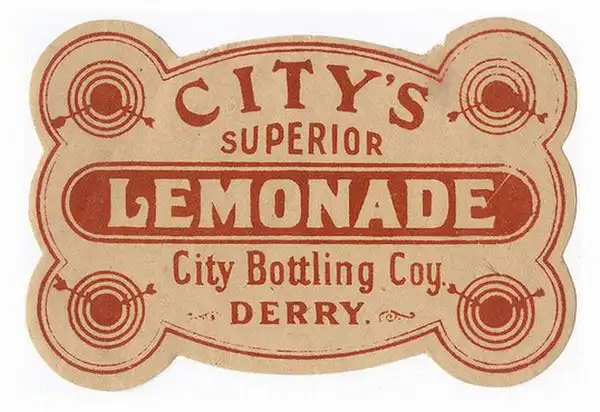 CITY'S
SUPERIOR
LEMONADE
City Bottling Coy.
DERRY.